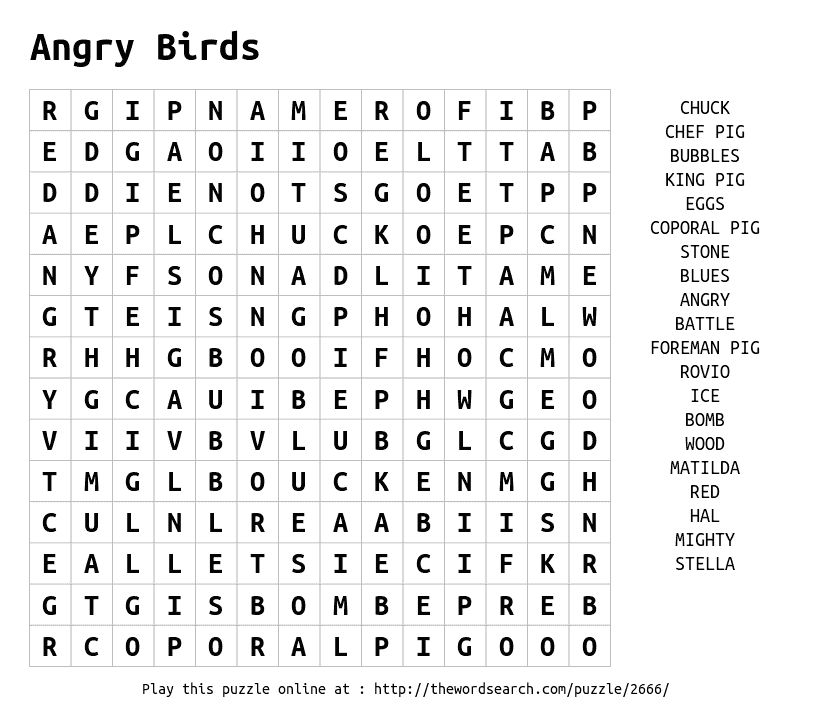 Angry Birds
R G I P N A M E R O F I B P
E D G A O I I O E L T T A B
D D I E N O T S G O E T P P
A E P L C H U C K O E P C N
N Y F S O N A D L I T A M E
G T E I S N G P H O H A L W
R H H G B O O I F H O C M O
Y G C A U I B E P H W G E O
V I I V B V L U B G L C G D
T M G L B O U C K E N M G H
C U L N L R E A A B I I S N
E A L L E T S I E C I F K R
G T G I S B O M B E P R E B
R C O P O R A L P I G O O O
CHUCK
CHEF PIG
BUBBLES
KING PIG
EGGS
COPORAL PIG
STONE
BLUES
ANGRY
BATTLE
FOREMAN PIG
ROVIO
ICE
BOMB
WOOD
MATILDA
RED
HAL
MIGHTY
STELLA
Play this puzzle online at : http://thewordsearch.com/puzzle/2666/